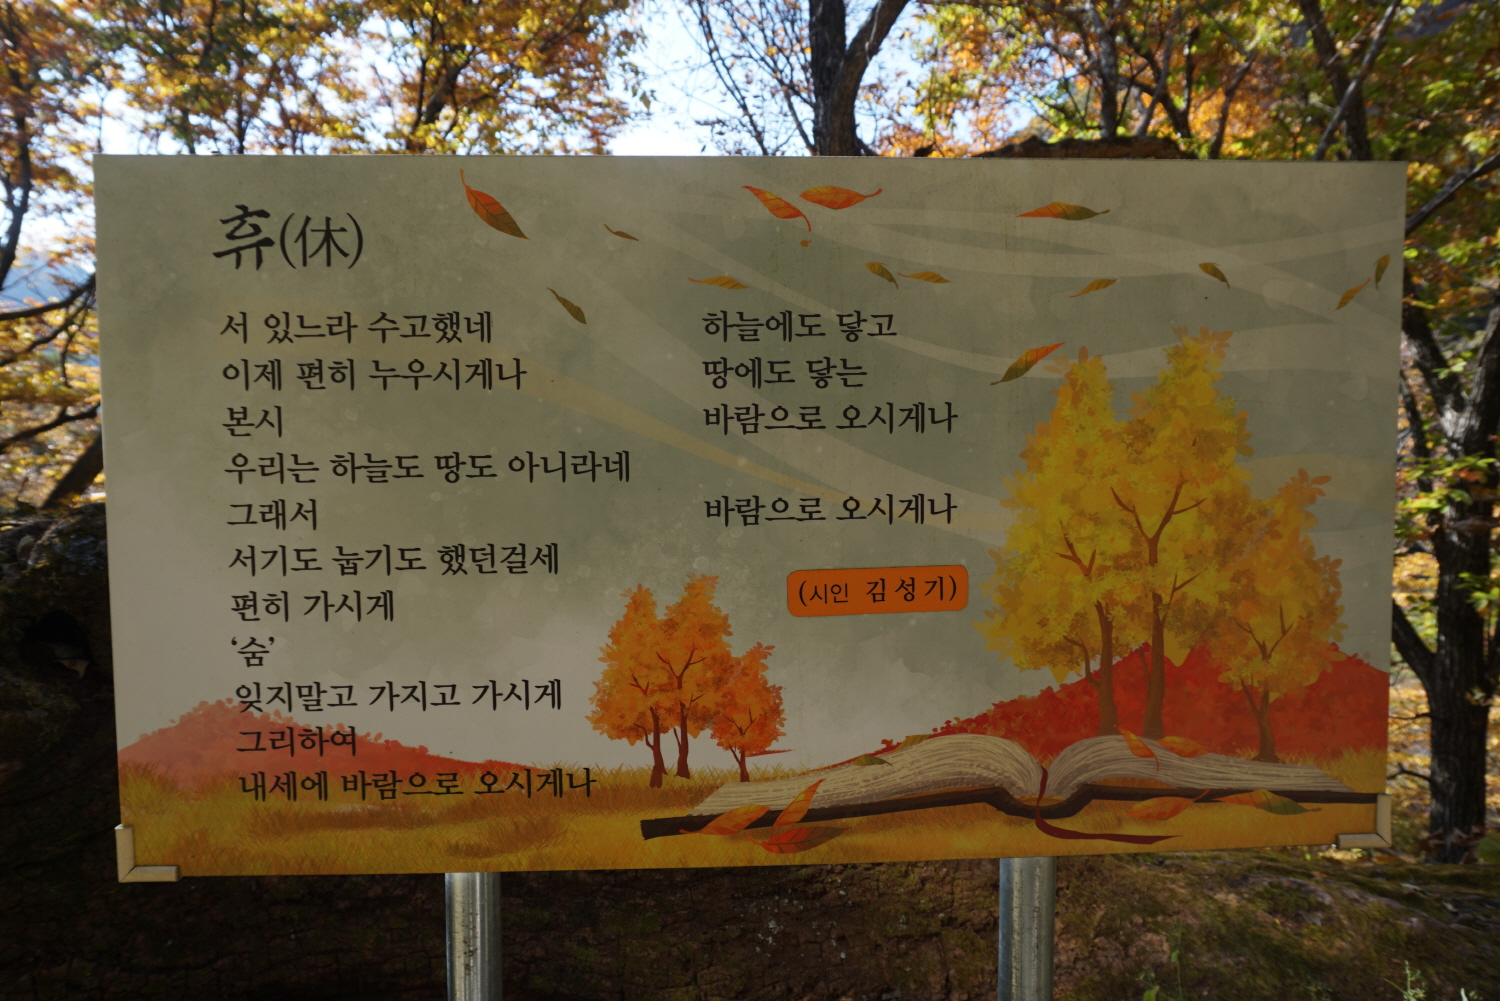 휴(休)
서 있느라 수고했네
이제 편히 누우시게나
본시
우리는 하늘도 땅도 아니라네
그래서
서기도 눕기도 했던걸세
편히 가시게
‘숨’
잊지말고 가지고 가시게
그리하여
내세에 바람으로 오시게나
하늘에도 닿고
땅에도 닿는
바람으로 오시게나
바람으로 오시게나
(시인 김성기)